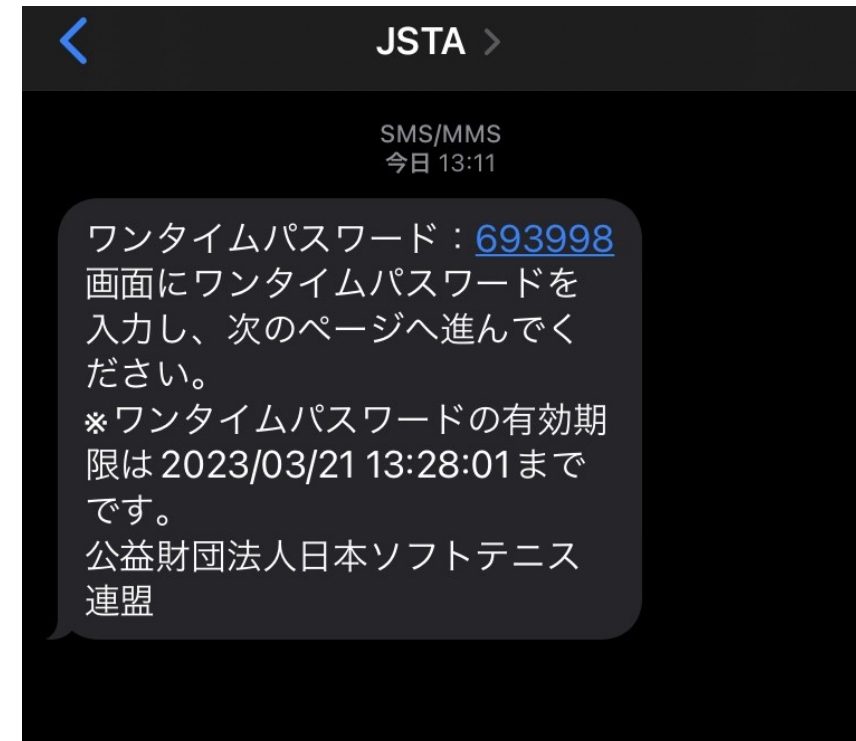 JSTA
SMS/MMS
今日 13:11
ワンタイムパスワード：693998
画面にワンタイムパスワードを
入力し、次のページへ進んでく
ださい。
※ワンタイムパスワードの有効期
限は2023/03/21 13:28:01まで
です。
公益財団法人日本ソフトテニス
連盟